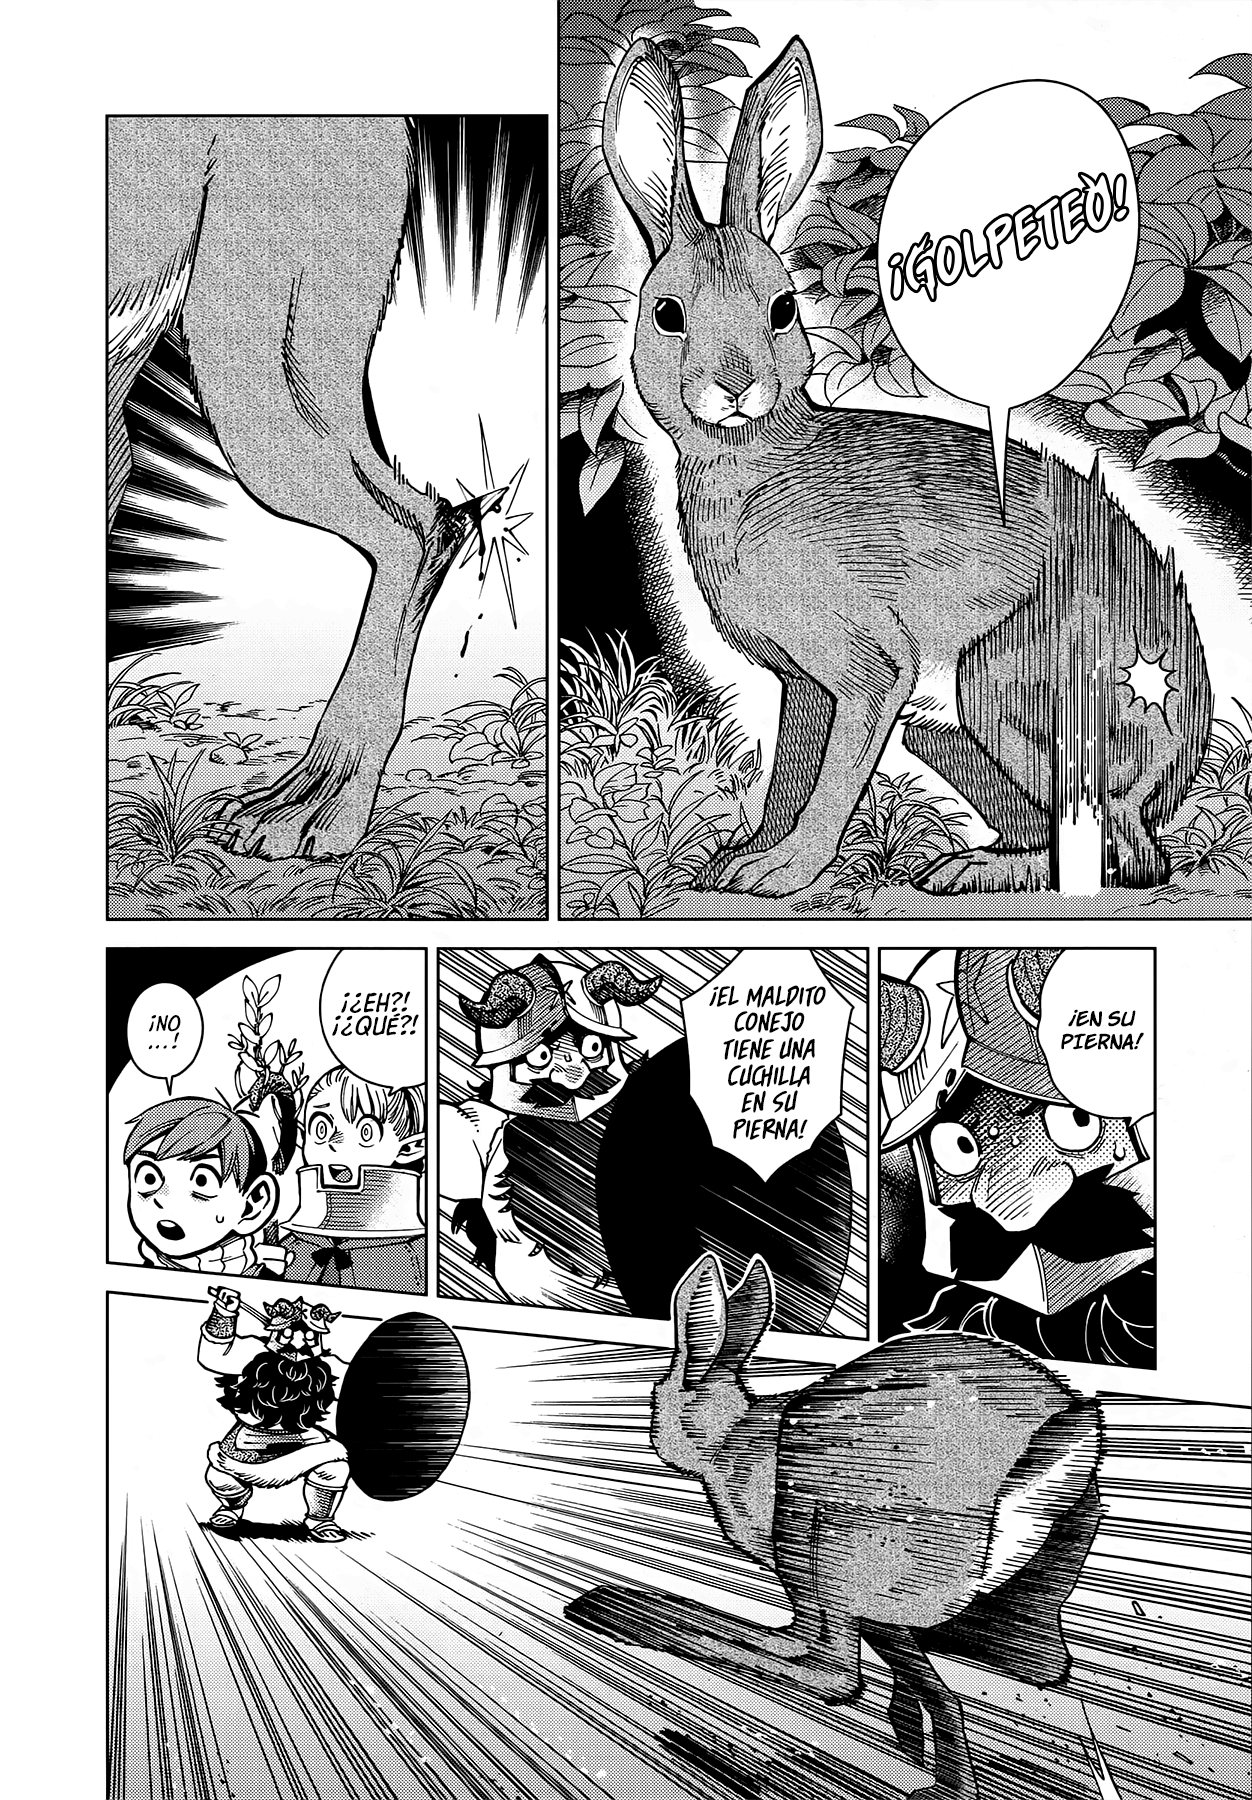 ¡GOLPETEO!
¡EN SU
PIERNA!
¡EL MALDITO
CONEJO
TIENE UNA
CUCHILLA
EN SU
PIERNA!
¡¿EH?!
¡¿QUÉ?!
¡NO
...!